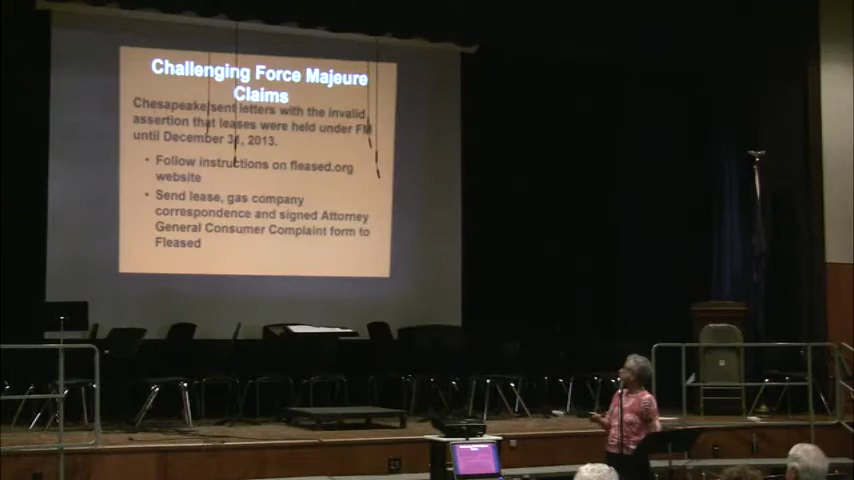 Challenging Force Majeure
Claims
Chesapeake sent letters with the invalid
assertion that leases were held under FM
until December 31, 2013.
• Follow instructions on fleased.org
website
• Send lease, gas company
correspondence and signed Attorney
General Consumer Complaint form to
Fleased